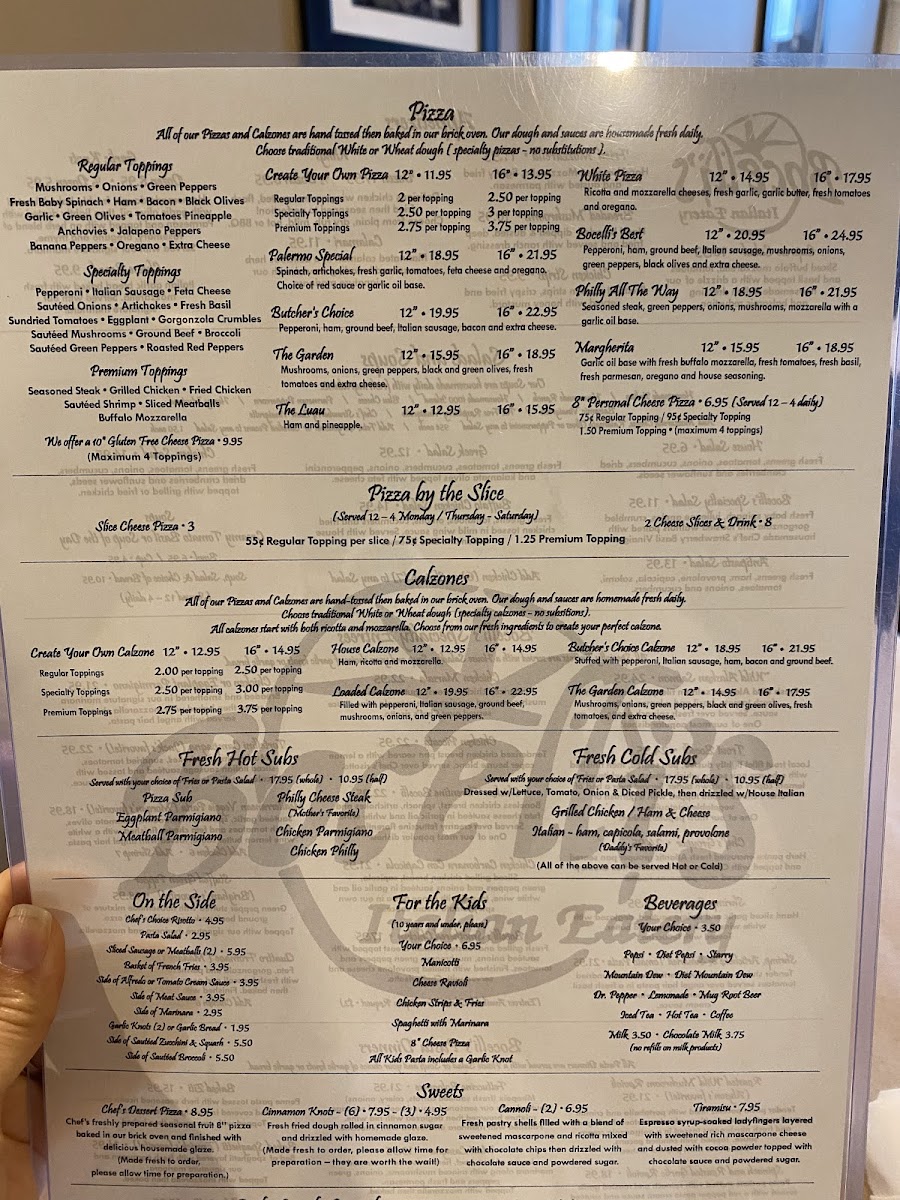 Pizza
All of our Pizzas and Calzones are hand tossed then baked in our brick oven. Our dough and sauces are housemade fresh daily.
Choose traditional White or Wheat dough ( specialty pizzas - no substitutions ).
Regular Toppings
Mushrooms • Onions • Green Peppers
Fresh Baby Spinach • Ham • Bacon • Black Olives
Garlic • Green Olives • Tomatoes Pineapple
Anchovies • Jalapeno Peppers
Banana Peppers • Oregano • Extra Cheese
Specialty Toppings
Pepperoni • Italian Sausage • Feta Cheese
Sautéed Onions • Artichokes • Fresh Basil
Sundried Tomatoes • Eggplant • Gorgonzola Crumbles
Sautéed Mushrooms • Ground Beef • Broccoli
Sautéed Green Peppers • Roasted Red Peppers
Premium Toppings
Seasoned Steak • Grilled Chicken • Fried Chicken
Sautéed Shrimp • Sliced Meatballs
Buffalo Mozzarella
We offer a 10" Gluten Free Cheese Pizza • 9.95
(Maximum 4 Toppings)
Create Your Own Pizza 12" • 11.95 16" • 13.95
Regular Toppings 2 per topping 2.50 per topping
Specialty Toppings 2.50 per topping 3 per topping
Premium Toppings 2.75 per topping 3.75 per topping
Palermo Special 12" • 18.95 16" • 21.95
Spinach, artichokes, fresh garlic, tomatoes, feta cheese and oregano.
Choice of red sauce or garlic oil base.
Butcher's Choice 12" • 19.95 16" • 22.95
Pepperoni, ham, ground beef, Italian sausage, bacon and extra cheese.
The Garden 12" • 15.95 16" • 18.95
Mushrooms, onions, green peppers, black and green olives, fresh
tomatoes and extra cheese.
The Luau 12" • 12.95 16" • 15.95
Ham and pineapple.
White Pizza 12" • 14.95 16" • 17.95
Ricotta and mozzarella cheeses, fresh garlic, garlic butter, fresh tomatoes
and oregano.
Bocelli's Best 12" • 20.95 16" • 24.95
Pepperoni, ham, ground beef, Italian sausage, mushrooms, onions,
green peppers, black olives and extra cheese.
Philly All The Way 12" • 18.95 16" • 21.95
Seasoned steak, green peppers, onions, mushrooms, mozzarella with a
garlic oil base.
Margherita 12" • 15.95 16" • 18.95
Garlic oil base with fresh buffalo mozzarella, fresh tomatoes, fresh basil,
fresh parmesan, oregano and house seasoning.
8" Personal Cheese Pizza • 6.95 (Served 12 – 4 daily)
75¢ Regular Topping / 95¢ Specialty Topping
1.50 Premium Topping • (maximum 4 toppings)
Pizza by the Slice
(Served 12 – 4 Monday / Thursday - Saturday)
Slice Cheese Pizza • 3
2 Cheese Slices & Drink • 8
55¢ Regular Topping per slice / 75¢ Specialty Topping / 1.25 Premium Topping
Calzones
All of our Pizzas and Calzones are hand-tossed then baked in our brick oven. Our dough and sauces are homemade fresh daily.
Choose traditional White or Wheat dough (specialty calzones - no substitions).
All calzones start with both ricotta and mozzarella. Choose from our fresh ingredients to create your perfect calzone.
Create Your Own Calzone 12" • 12.95 16" • 14.95
Regular Toppings 2.00 per topping 2.50 per topping
Specialty Toppings 2.50 per topping 3.00 per topping
Premium Toppings 2.75 per topping 3.75 per topping
House Calzone 12" • 12.95 16" • 14.95
Ham, ricotta and mozzarella.
Loaded Calzone 12" • 19.95 16" • 22.95
Filled with pepperoni, Italian sausage, ground beef,
mushrooms, onions, and green peppers.
Butcher's Choice Calzone 12" • 18.95 16" • 21.95
Stuffed with pepperoni, Italian sausage, ham, bacon and ground beef.
The Garden Calzone 12" • 14.95 16" • 17.95
Mushrooms, onions, green peppers, black and green olives, fresh
tomatoes, and extra cheese.
Fresh Hot Subs
Served with your choice of Fries or Pasta Salad • 17.95 (whole) • 10.95 (half)
Pizza Sub
Eggplant Parmigiano
Meatball Parmigiano
Philly Cheese Steak
(Mother's Favorite)
Chicken Parmigiano
Chicken Philly
Fresh Cold Subs
Served with your choice of Fries or Pasta Salad • 17.95 (whole) • 10.95 (half)
Dressed w/Lettuce, Tomato, Onion & Diced Pickle, then drizzled w/House Italian
Grilled Chicken / Ham & Cheese
Italian - ham, capicola, salami, provolone
(Daddy's Favorite)
(All of the above can be served Hot or Cold)
On the Side
Chef's Choice Risotto • 4.95
Pasta Salad • 2.95
Sliced Sausage or Meatballs (2) • 5.95
Basket of French Fries • 3.95
Side of Alfredo or Tomato Cream Sauce • 3.95
Side of Meat Sauce • 3.95
Side of Marinara • 2.95
Garlic Knots (2) or Garlic Bread • 1.95
Side of Sautéed Zucchini & Squash • 5.50
Side of Sautéed Broccoli • 5.50
For the Kids
(10 years and under, please)
Your Choice • 6.95
Manicotti
Cheese Ravioli
Chicken Strips & Fries
Spaghetti with Marinara
8" Cheese Pizza
All Kids Pasta includes a Garlic Knot
Beverages
Your Choice • 3.50
Pepsi • Diet Pepsi • Starry
Mountain Dew • Diet Mountain Dew
Dr. Pepper • Lemonade • Mug Root Beer
Iced Tea • Hot Tea • Coffee
Milk 3.50 • Chocolate Milk 3.75
(no refills on milk products)
Bocelli's
Italian Eatery
Sweets
Chef's Dessert Pizza • 8.95
Chef's freshly prepared seasonal fruit 8" pizza
baked in our brick oven and finished with
delicious housemade glaze.
(Made fresh to order,
please allow time for preparation.)
Cinnamon Knots - (6) • 7.95 - (3) • 4.95
Fresh fried dough rolled in cinnamon sugar
and drizzled with homemade glaze.
(Made fresh to order, please allow time for
preparation – they are worth the wait!)
Cannoli - (2) • 6.95
Fresh pastry shells filled with a blend of
sweetened mascarpone and ricotta mixed
with chocolate chips then drizzled with
chocolate sauce and powdered sugar.
Tiramisu • 7.95
Espresso syrup-soaked ladyfingers layered
with sweetened rich mascarpone cheese
and dusted with cocoa powder topped with
chocolate sauce and powdered sugar.